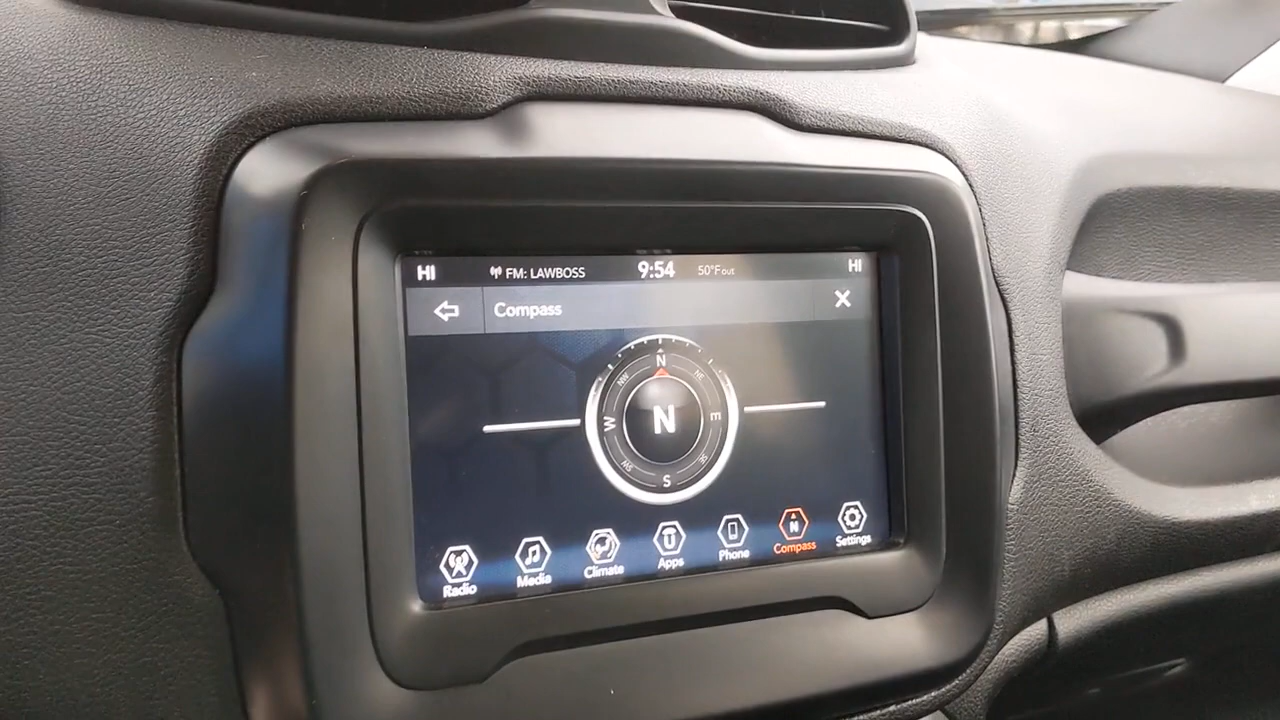 HI FM: LAWBOSS 9:54 50°F out HI
Compass X
N
NW NE
W N E
SW SE
S
Radio Media Climate Apps Phone Compass Settings
N